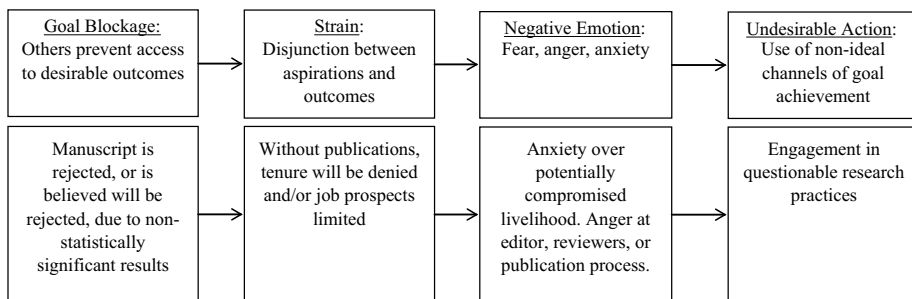 Goal Blockage:
Others prevent access
to desirable outcomes
Strain:
Disjunction between
aspirations and
outcomes
Negative Emotion:
Fear, anger, anxiety
Undesirable Action:
Use of non-ideal
channels of goal
achievement
Manuscript is
rejected, or is
believed will be
rejected, due to non-
statistically
significant results
Without publications,
tenure will be denied
and/or job prospects
limited
Anxiety over
potentially
compromised
livelihood. Anger at
editor, reviewers, or
publication process.
Engagement in
questionable research
practices